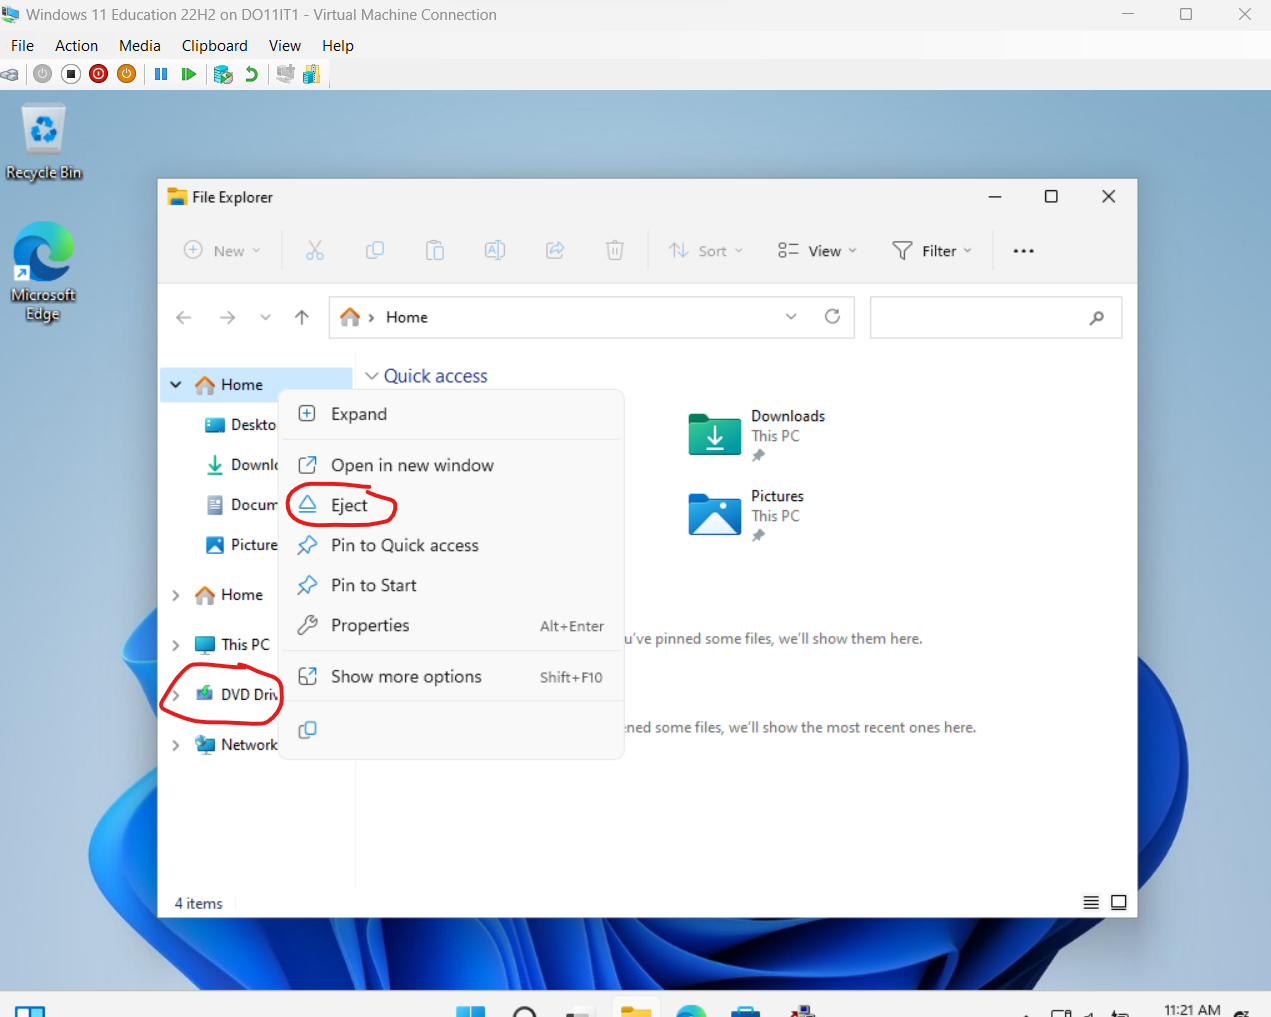 Windows 11 Education 22H2 on DO11IT1 - Virtual Machine Connection
File Action Media Clipboard View Help
Recycle Bin
Microsoft
Edge
File Explorer
New Sort View Filter
Home
Home
Deskto
Downl
Docum
Picture
Home
This PC
DVD Driv
Network
Quick access
Expand
Open in new window
Eject
Pin to Quick access
Pin to Start
Properties Alt+Enter
Show more options Shift+F10
Downloads
This PC
Pictures
This PC
u've pinned some files, we'll show them here.
ned some files, we'll show the most recent ones here.
4 items
11:21 AM